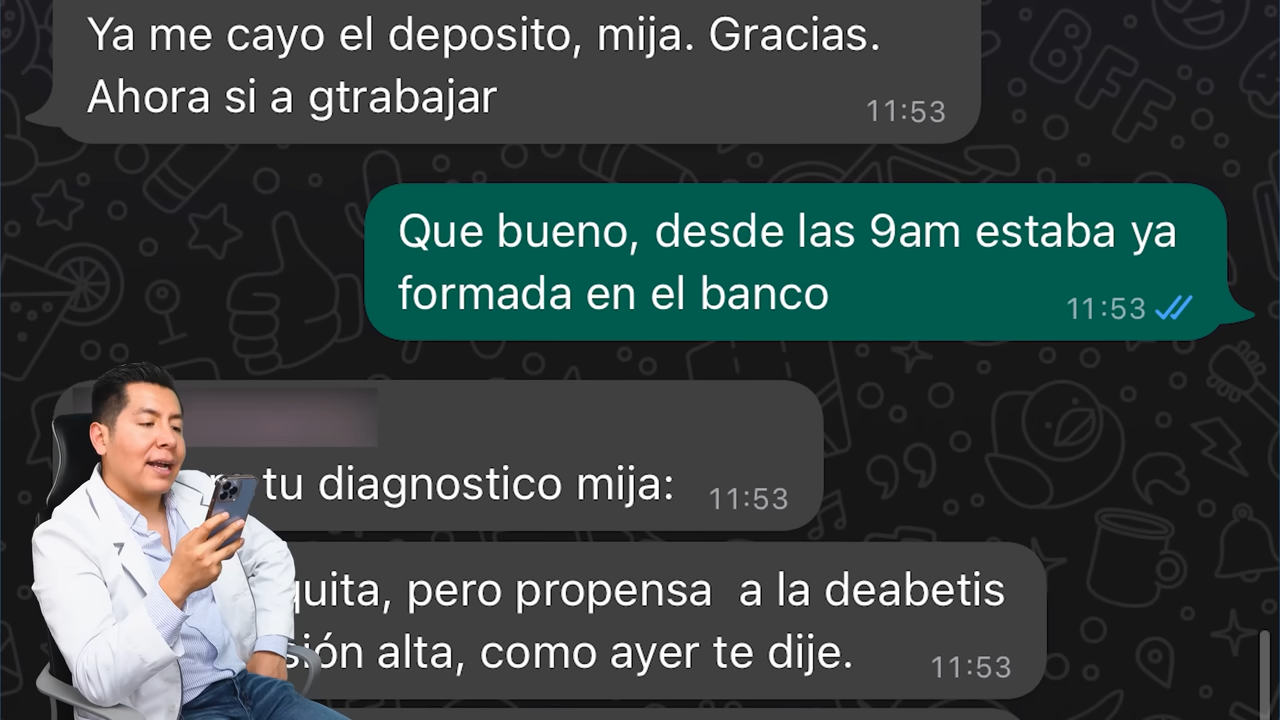 Ya me cayo el deposito, mija. Gracias.
Ahora si a gtrabajar
11:53
Que bueno, desde las 9am estaba ya
formada en el banco
11:53
tu diagnostico mija:
11:53
pero propensa a la deabetis
alta, como ayer te dije.
11:53